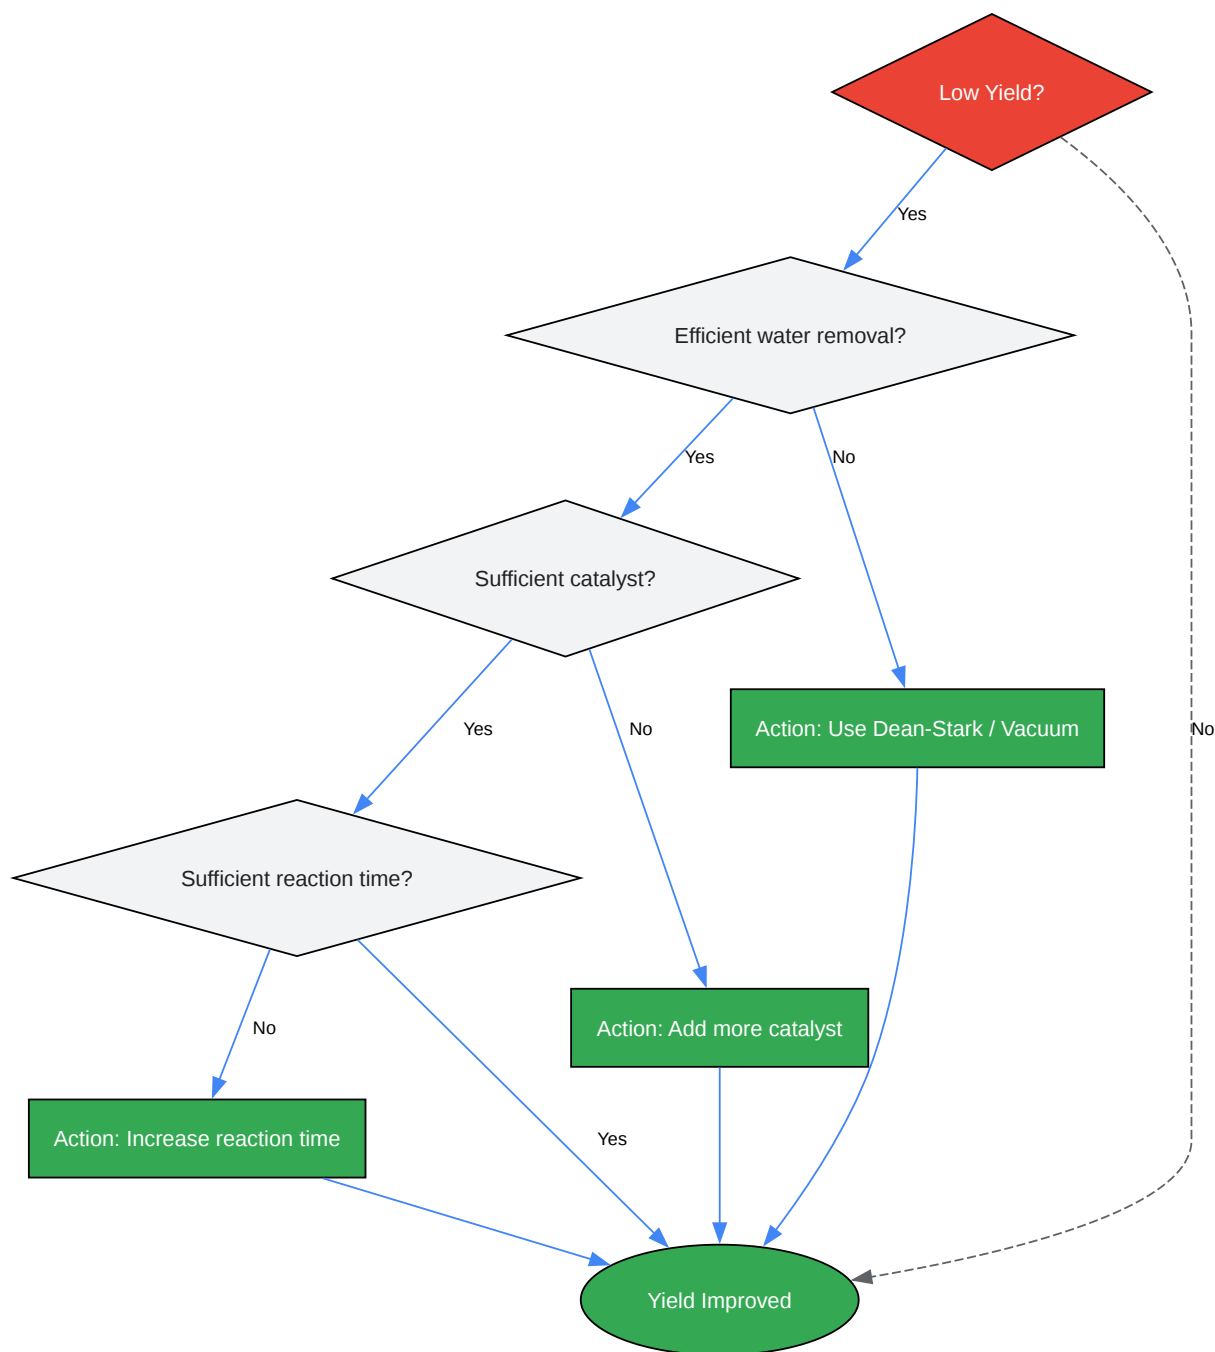 Low Yield?
Yes
Efficient water removal?
Yes
No
Sufficient catalyst?
Yes
No
Action: Use Dean-Stark / Vacuum
No
Sufficient reaction time?
No
Action: Add more catalyst
Action: Increase reaction time
Yes
Yield Improved